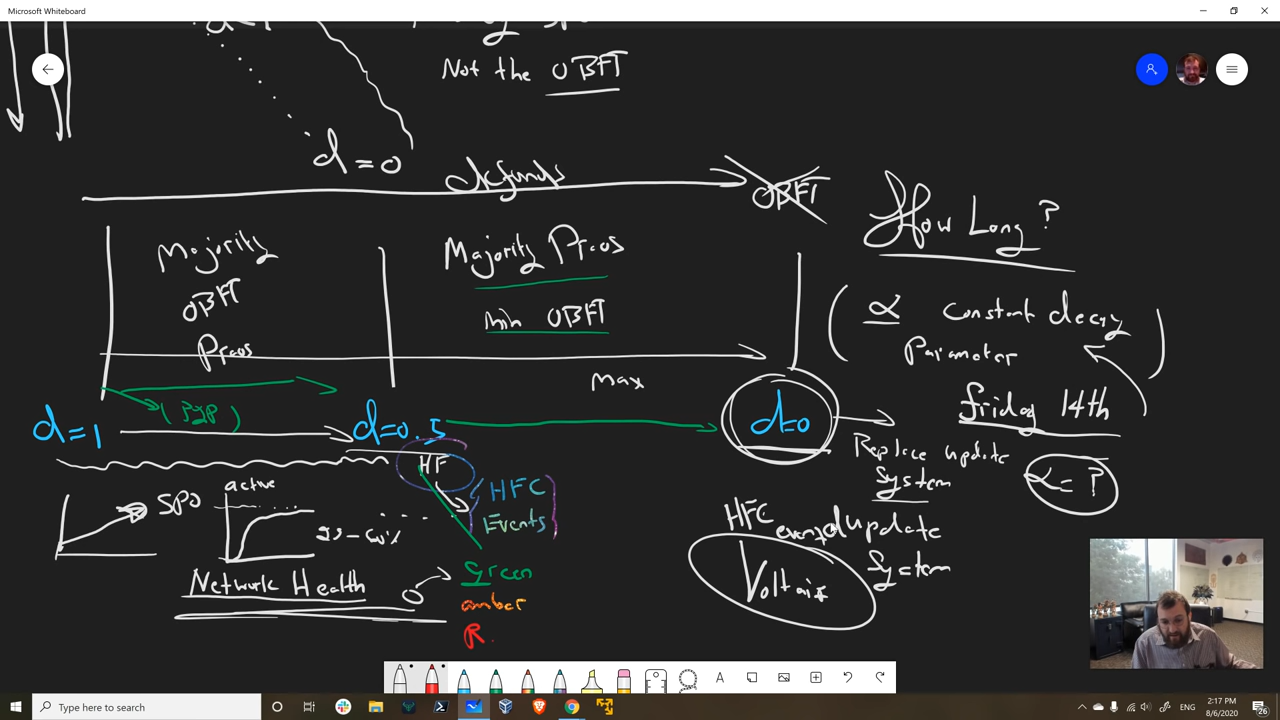 Microsoft Whiteboard
Not the OBFT
d=0
OBFT
How Long?
Majority
OBFT
Praos
Majority Praos
min OBFT
max
(α constant decay
Parameter)
friday 14th
α=?
d=1
d=0.5
d=0
HF
HFC
Events
Replace update
System
HFC
update
System
Voltaire
SPO
active
Network Health
Green
amber
R
Type here to search
ENG
2:17 PM
8/6/2020
26